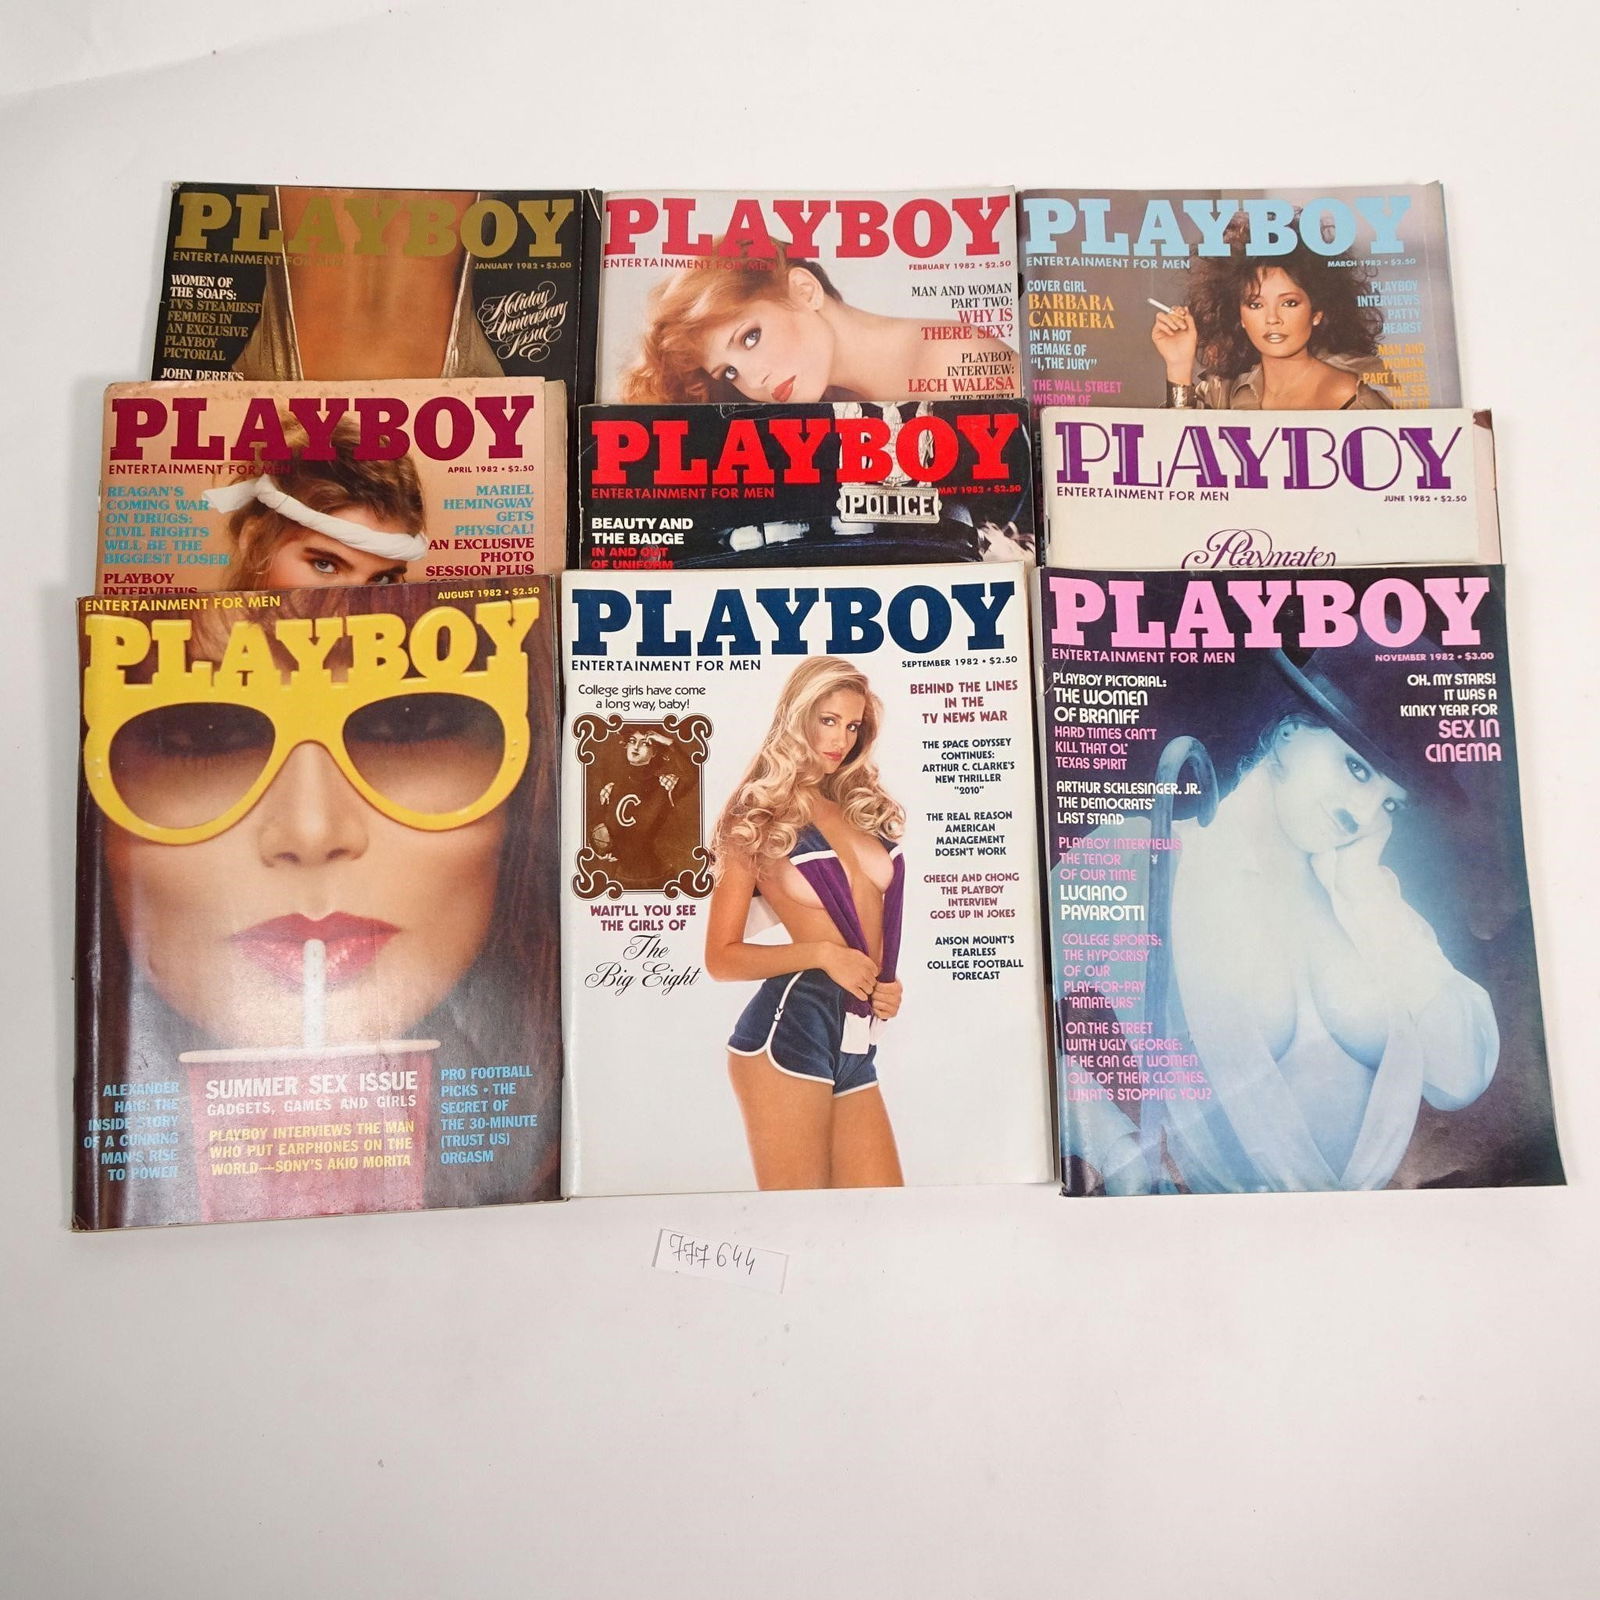 PLAYBOY
ENTERTAINMENT FOR MEN
JANUARY 1982 • $3.00
WOMEN OF
THE SOAPS:
TV'S STEAMIEST
FEMMES IN
AN EXCLUSIVE
PLAYBOY
PICTORIAL
JOHN DEREK'S
Holiday
Anniversary
Issue
PLAYBOY
ENTERTAINMENT FOR MEN
FEBRUARY 1982 • $2.50
MAN AND WOMAN
PART TWO:
WHY IS
THERE SEX?
PLAYBOY
INTERVIEW:
LECH WALESA
THE TRUTH
PLAYBOY
ENTERTAINMENT FOR MEN
MARCH 1982 • $2.50
COVER GIRL
BARBARA
CARRERA
IN A HOT
REMAKE OF
"I, THE JURY"
THE WALL STREET
WISDOM OF
PLAYBOY
INTERVIEWS
PATTY
HEARST
MAN AND
WOMAN,
PART THREE:
THE SEX
LIFE OF
PLAYBOY
ENTERTAINMENT FOR MEN
APRIL 1982 • $2.50
REAGAN'S
COMING WAR
ON DRUGS:
CIVIL RIGHTS
WILL BE THE
BIGGEST LOSER
PLAYBOY
INTERVIEWS
MARIEL
HEMINGWAY
GETS
PHYSICAL!
AN EXCLUSIVE
PHOTO
SESSION PLUS
PLAYBOY
ENTERTAINMENT FOR MEN
MAY 1982 • $2.50
POLICE
BEAUTY AND
THE BADGE
IN AND OUT
OF UNIFORM
PLAYBOY
ENTERTAINMENT FOR MEN
JUNE 1982 • $2.50
Playmate
ENTERTAINMENT FOR MEN
AUGUST 1982 • $2.50
PLAYBOY
ALEXANDER
HAIG: THE
INSIDE STORY
OF A CUNNING
MAN'S RISE
TO POWER
SUMMER SEX ISSUE
GADGETS, GAMES AND GIRLS
PLAYBOY INTERVIEWS THE MAN
WHO PUT EARPHONES ON THE
WORLD—SONY'S AKIO MORITA
PRO FOOTBALL
PICKS • THE
SECRET OF
THE 30-MINUTE
(TRUST US)
ORGASM
PLAYBOY
ENTERTAINMENT FOR MEN
SEPTEMBER 1982 • $2.50
College girls have come
a long way, baby!
C
WAIT'LL YOU SEE
THE GIRLS OF
The
Big Eight
BEHIND THE LINES
IN THE
TV NEWS WAR
THE SPACE ODYSSEY
CONTINUES:
ARTHUR C. CLARKE'S
NEW THRILLER
"2010"
THE REAL REASON
AMERICAN
MANAGEMENT
DOESN'T WORK
CHEECH AND CHONG
THE PLAYBOY
INTERVIEW
GOES UP IN JOKES
ANSON MOUNT'S
FEARLESS
COLLEGE FOOTBALL
FORECAST
PLAYBOY
ENTERTAINMENT FOR MEN
NOVEMBER 1982 • $3.00
PLAYBOY PICTORIAL:
THE WOMEN
OF BRANIFF
HARD TIMES CAN'T
KILL THAT OL'
TEXAS SPIRIT
ARTHUR SCHLESINGER, JR.
THE DEMOCRATS'
LAST STAND
PLAYBOY INTERVIEWS
THE TENOR
OF OUR TIME
LUCIANO
PAVAROTTI
COLLEGE SPORTS:
THE HYPOCRISY
OF OUR
PLAY-FOR-PAY
"AMATEURS"
ON THE STREET
WITH UGLY GEORGE:
IF HE CAN GET WOMEN
OUT OF THEIR CLOTHES,
WHAT'S STOPPING YOU?
OH, MY STARS!
IT WAS A
KINKY YEAR FOR
SEX IN
CINEMA
777644